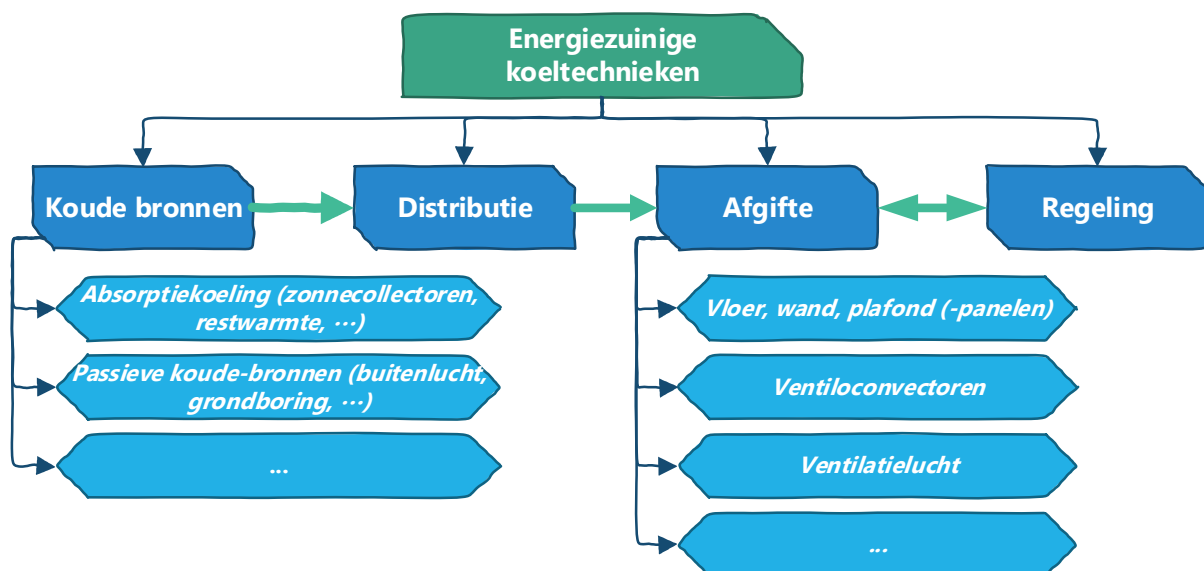 Energiezuinige
koeltechnieken
Koude bronnen
Distributie
Afgifte
Regeling
Absorptiekoeling (zonnecollectoren,
restwarmte, ···)
Passieve koude-bronnen (buitenlucht,
grondboring, ···)
...
Vloer, wand, plafond (-panelen)
Ventiloconvectoren
Ventilatielucht
...